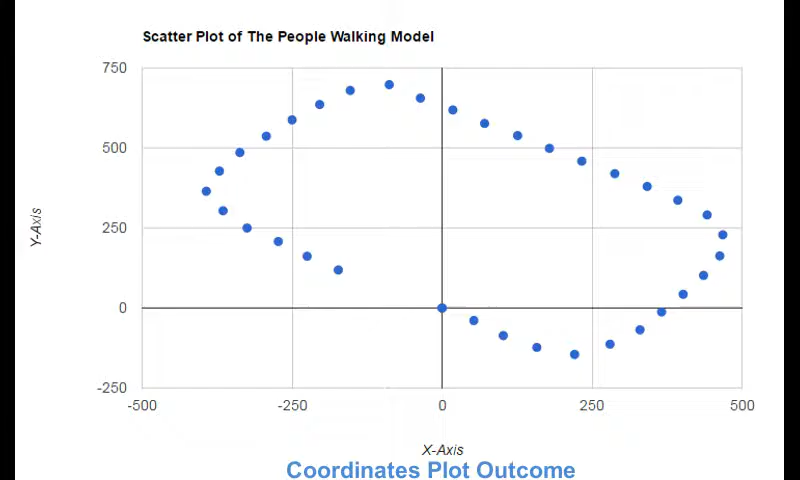 Scatter Plot of The People Walking Model
750
500
250
0
-250
-500 -250 0 250 500
Y-Axis
X-Axis
Coordinates Plot Outcome